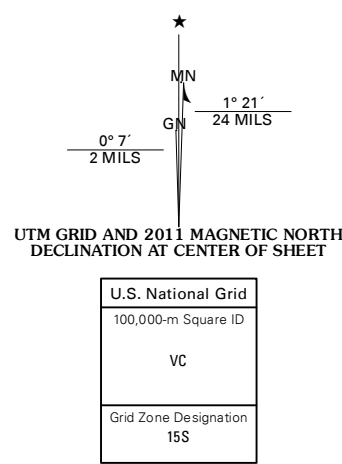 MN
1° 21´
24 MILS
GN
0° 7´
2 MILS
UTM GRID AND 2011 MAGNETIC NORTH
DECLINATION AT CENTER OF SHEET
U.S. National Grid
100,000-m Square ID
VC
Grid Zone Designation
15S